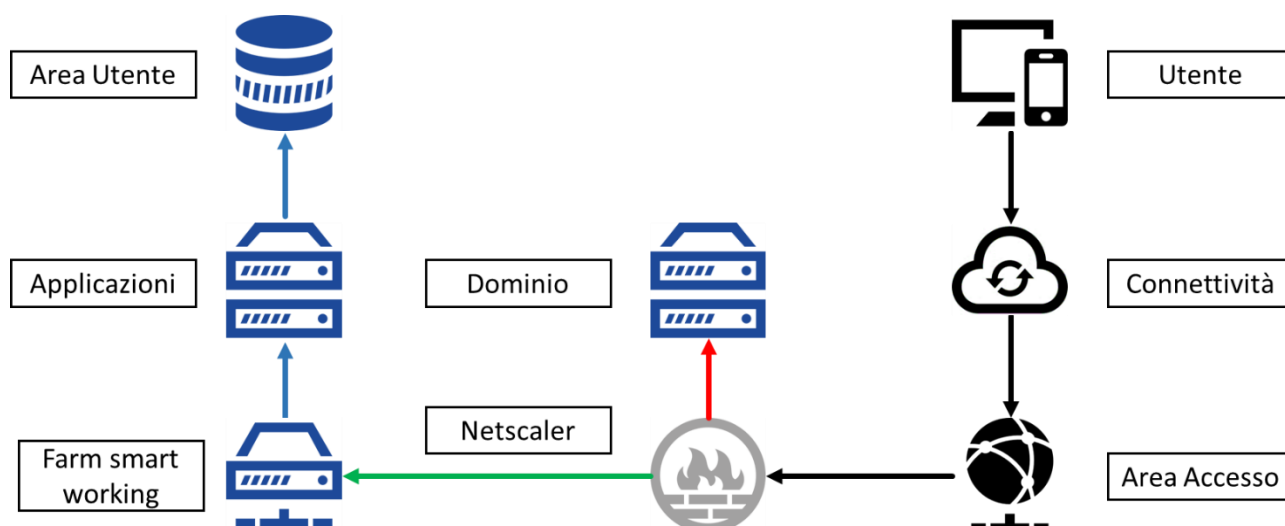 Area Utente
Utente
Applicazioni
Dominio
Connettività
Netscaler
Farm smart
working
Area Accesso